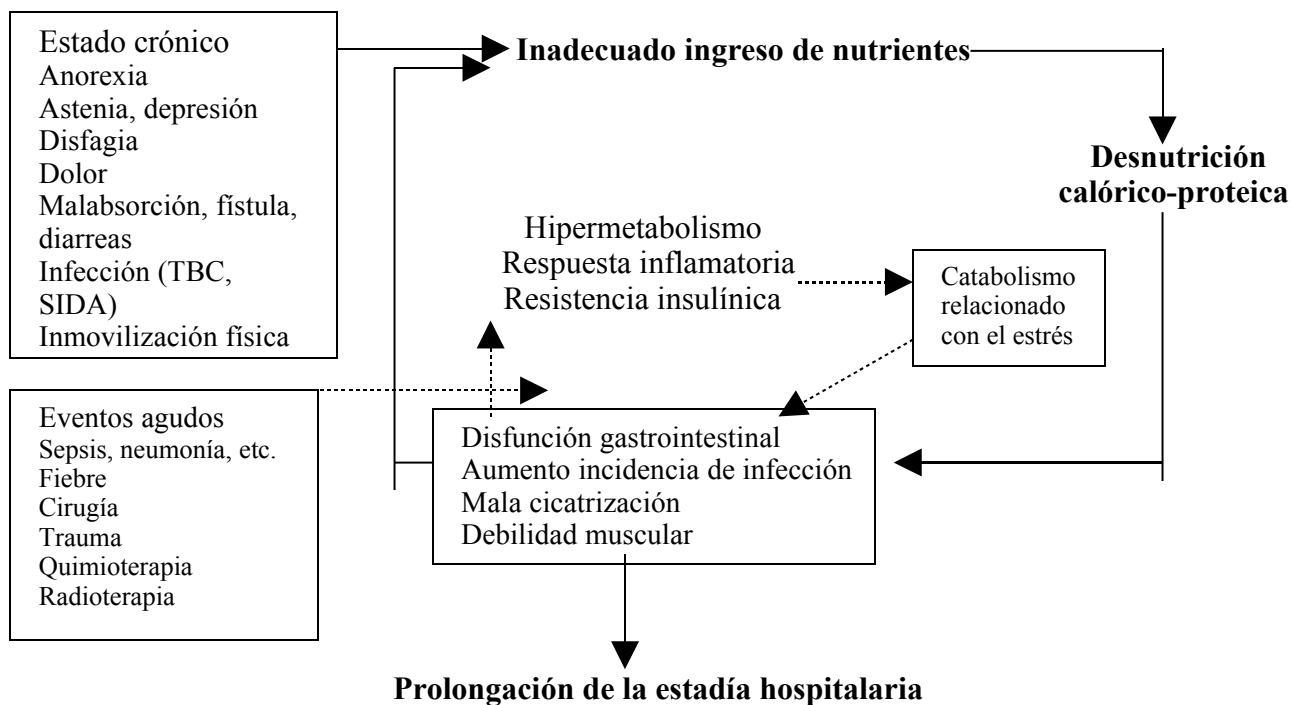 Estado crónico
Anorexia
Astenia, depresión
Disfagia
Dolor
Malabsorción, fístula,
diarreas
Infección (TBC,
SIDA)
Inmovilización física
Inadecuado ingreso de nutrientes
Desnutrición
calórico-proteica
Hipermetabolismo
Respuesta inflamatoria
Resistencia insulínica
Catabolismo
relacionado
con el estrés
Eventos agudos
Sepsis, neumonía, etc.
Fiebre
Cirugía
Trauma
Quimioterapia
Radioterapia
Disfunción gastrointestinal
Aumento incidencia de infección
Mala cicatrización
Debilidad muscular
Prolongación de la estadía hospitalaria